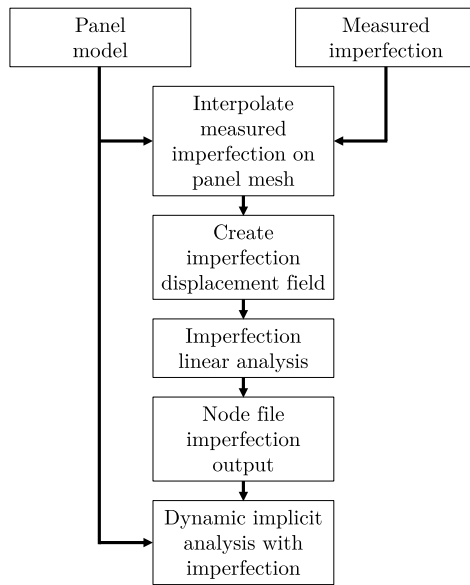 Panel
model
Measured
imperfection
Interpolate
measured
imperfection on
panel mesh
Create
imperfection
displacement field
Imperfection
linear analysis
Node file
imperfection
output
Dynamic implicit
analysis with
imperfection